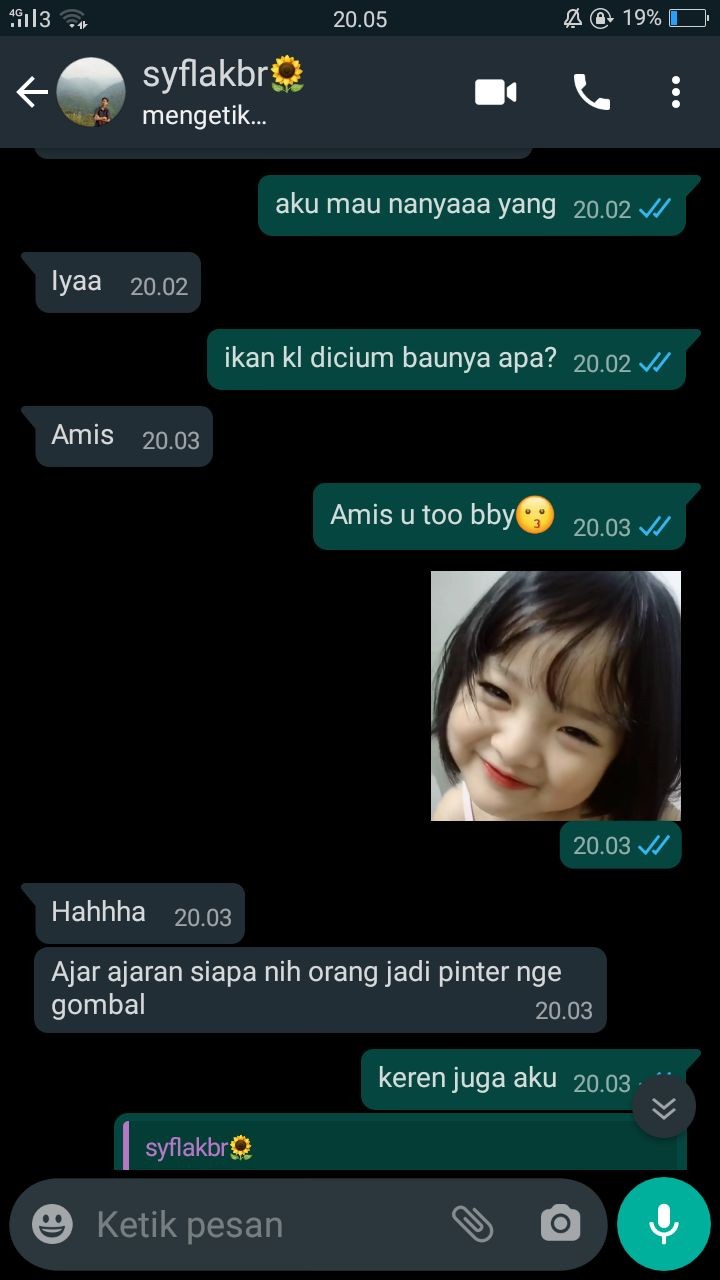 4G 3 20.05 19%
syflakbr🌻
mengetik...
aku mau nanyaaa yang 20.02
Iyaa 20.02
ikan kl dicium baunya apa? 20.02
Amis 20.03
Amis u too bby😗 20.03
20.03
Hahhha 20.03
Ajar ajaran siapa nih orang jadi pinter nge
gombal 20.03
keren juga aku 20.03
syflakbr🌻
Ketik pesan